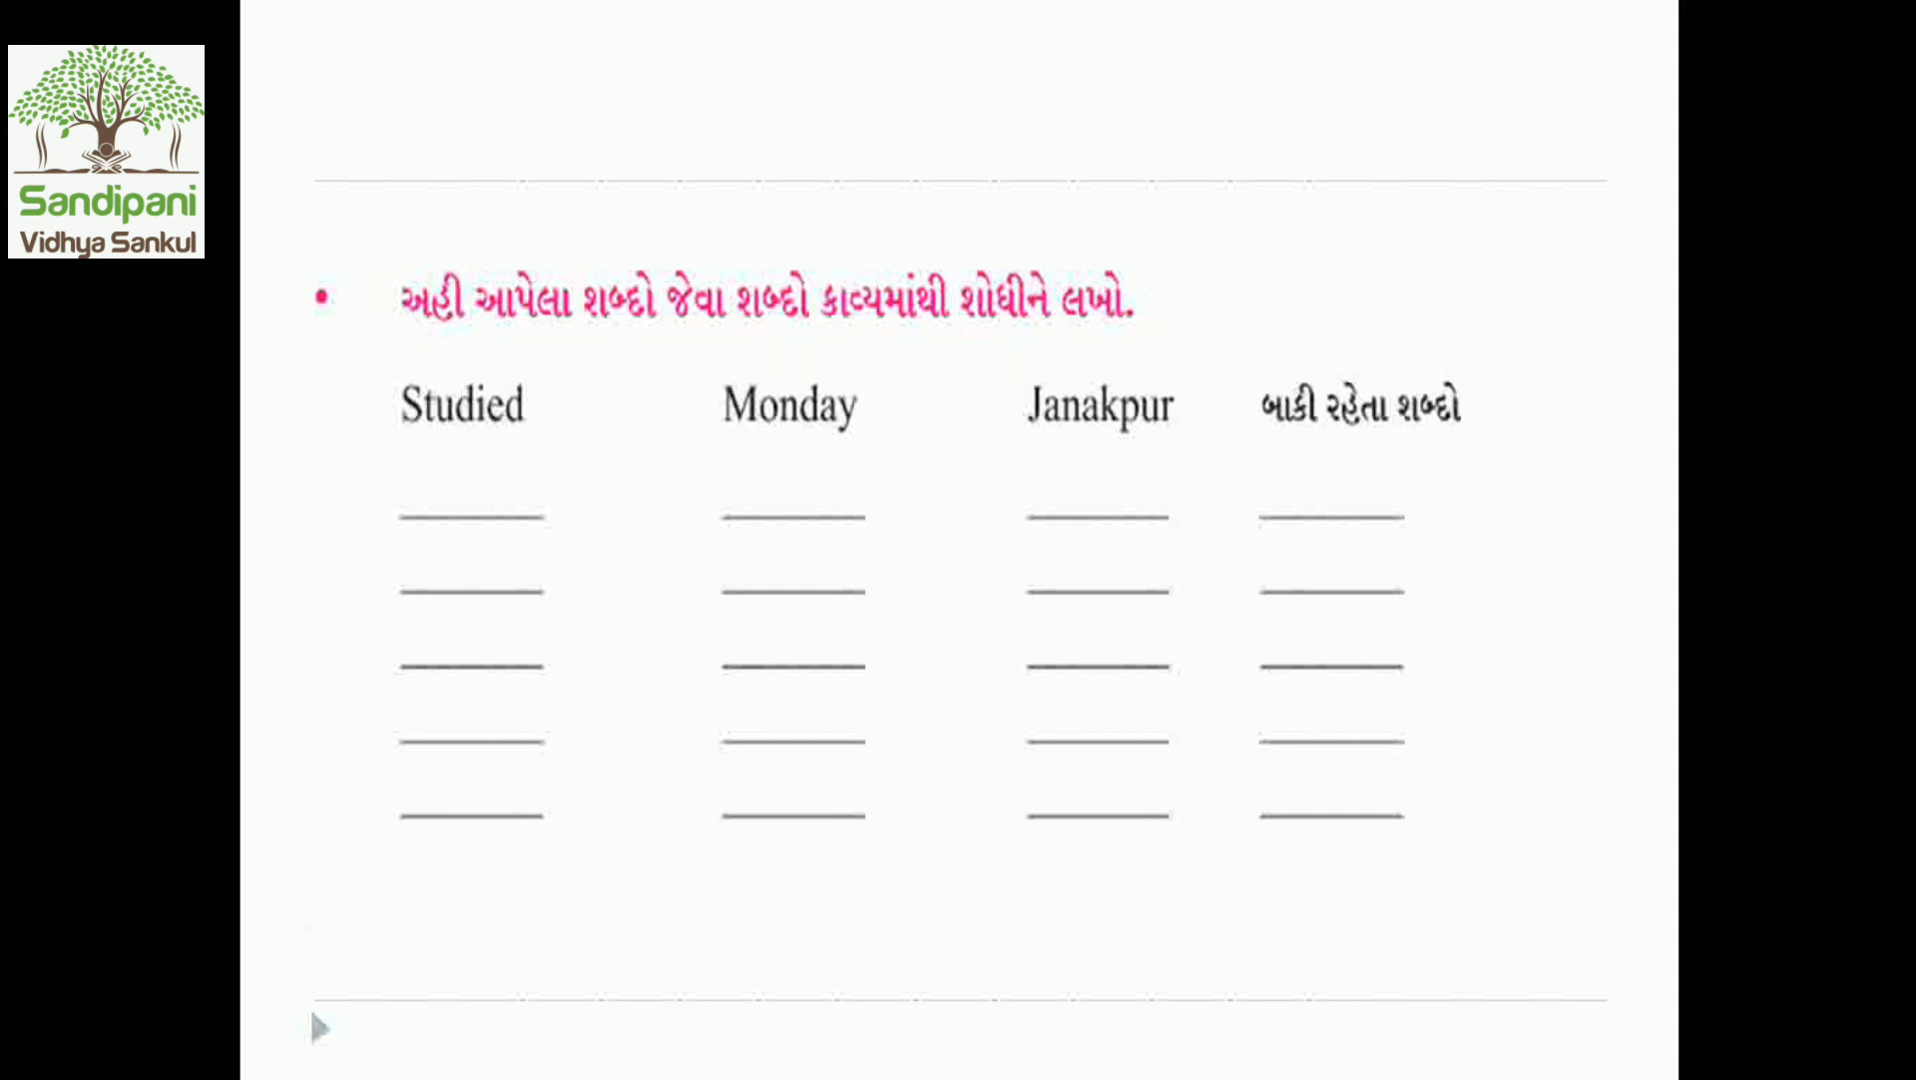 Sandipani
Vidhya Sankul
• અહી આપેલા શબ્દો જેવા શબ્દો કાવ્યમાંથી શોધીને લખો.
Studied Monday Janakpur બાકી રહેતા શબ્દો